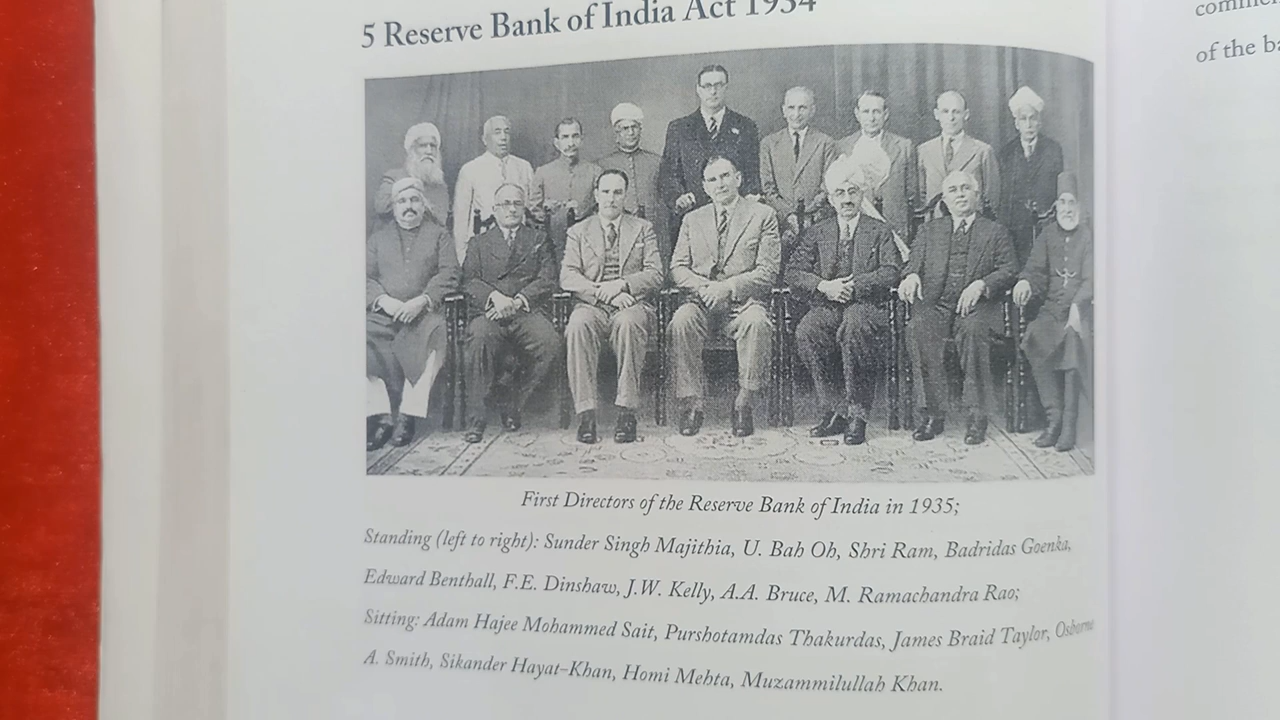 5 Reserve Bank of India Act 1934
First Directors of the Reserve Bank of India in 1935;
Standing (left to right): Sunder Singh Majithia, U. Bah Oh, Shri Ram, Badridas Goenka,
Edward Benthall, F.E. Dinshaw, J.W. Kelly, A.A. Bruce, M. Ramachandra Rao;
Sitting: Adam Hajee Mohammed Sait, Purshotamdas Thakurdas, James Braid Taylor, Osborne
A. Smith, Sikander Hayat-Khan, Homi Mehta, Muzammilullah Khan.
of the